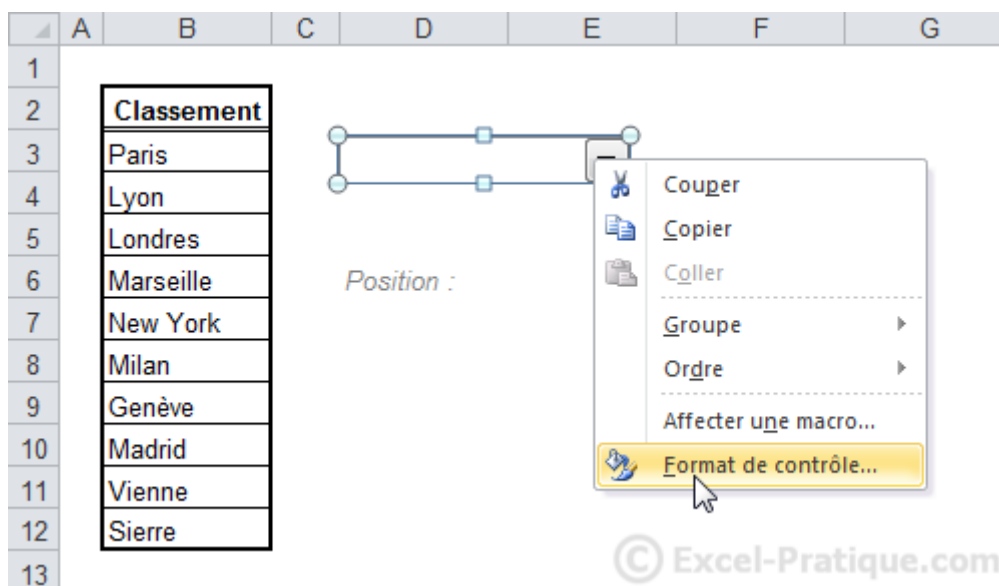 A B C D E F G
1
2 Classement
3 Paris
4 Lyon
5 Londres
6 Marseille Position :
7 New York
8 Milan
9 Genève
10 Madrid
11 Vienne
12 Sierre
13
Couper
Copier
Coller
Groupe
Ordre
Affecter une macro...
Format de contrôle...
© Excel-Pratique.com